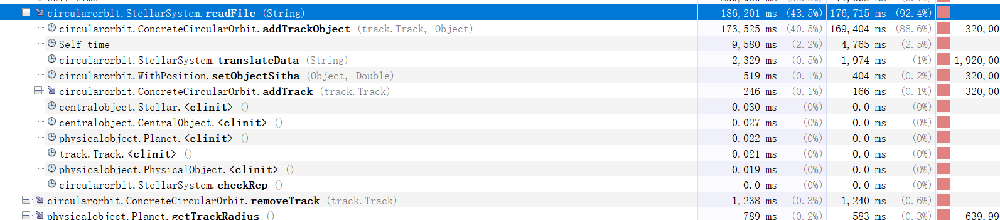 circularorbit.StellarSystem.readFile (String) 186,201 ms (43.5%) 176,715 ms (92.4%)
circularorbit.ConcreteCircularOrbit.addTrackObject (track.Track, Object) 173,525 ms (40.5%) 169,404 ms (88.6%) 320,00
Self time 9,580 ms (2.2%) 4,765 ms (2.5%)
circularorbit.StellarSystem.translateData (String) 2,329 ms (0.5%) 1,974 ms (1%) 1,920,00
circularorbit.WithPosition.setObjectSitha (Object, Double) 519 ms (0.1%) 404 ms (0.2%) 320,00
circularorbit.ConcreteCircularOrbit.addTrack (track.Track) 246 ms (0.1%) 166 ms (0.1%) 320,00
centralobject.Stellar.<clinit> () 0.030 ms (0%) 0.0 ms (0%)
centralobject.CentralObject.<clinit> () 0.027 ms (0%) 0.0 ms (0%)
physicalobject.Planet.<clinit> () 0.022 ms (0%) 0.0 ms (0%)
track.Track.<clinit> () 0.021 ms (0%) 0.0 ms (0%)
physicalobject.PhysicalObject.<clinit> () 0.019 ms (0%) 0.0 ms (0%)
circularorbit.StellarSystem.checkRep () 0.0 ms (0%) 0.0 ms (0%)
circularorbit.ConcreteCircularOrbit.removeTrack (track.Track) 1,238 ms (0.3%) 1,240 ms (0.6%)
physicalobject.Planet.getTrackRadius () 789 ms (0.2%) 583 ms (0.3%) 639,99